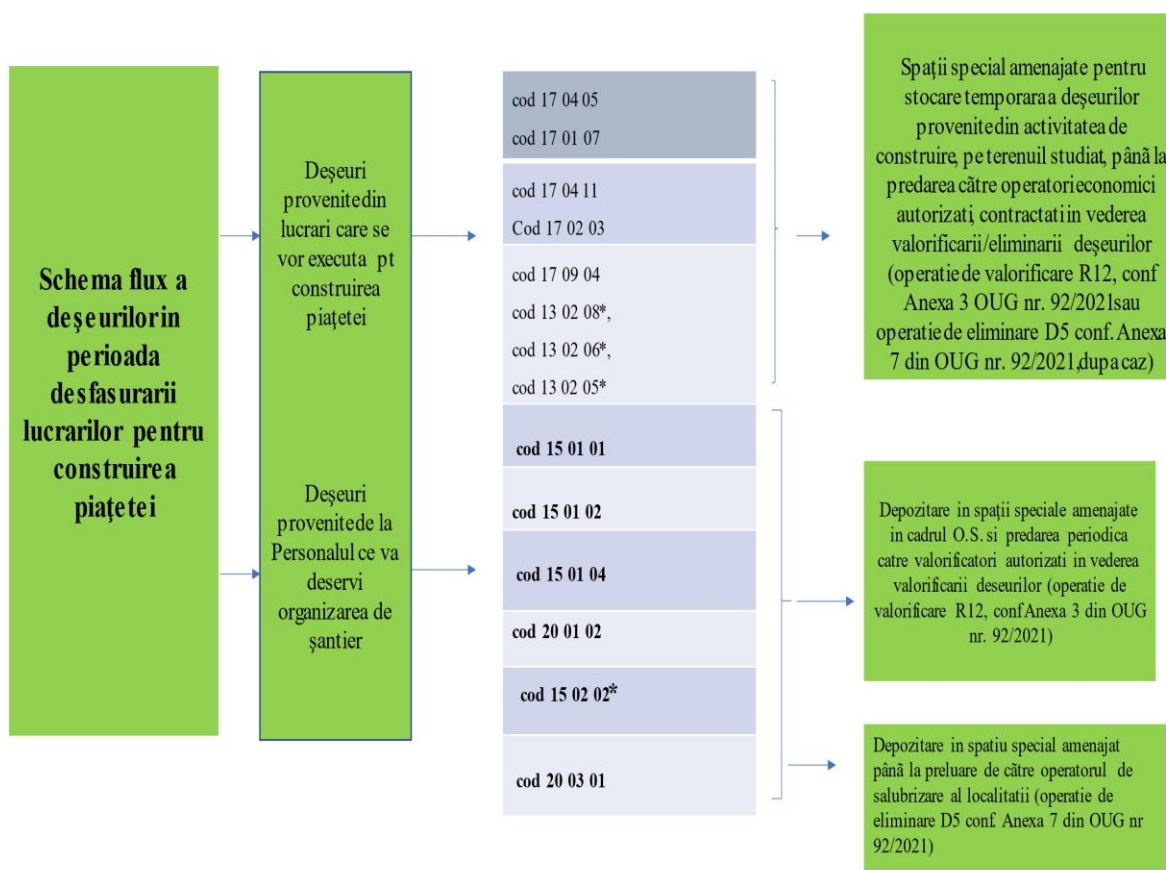 Schema flux a
deşeurilor in
perioada
desfasurarii
lucrarilor pentru
construirea
piaţetei
Deşeuri
provenite din
lucrari care se
vor executa pt
construirea
piaţetei
Deşeuri
provenite de la
Personalul ce va
deservi
organizarea de
şantier
cod 17 04 05
cod 17 01 07
cod 17 04 11
Cod 17 02 03
cod 17 09 04
cod 13 02 08*,
cod 13 02 06*,
cod 13 02 05*
cod 15 01 01
cod 15 01 02
cod 15 01 04
cod 20 01 02
cod 15 02 02*
cod 20 03 01
Spaţii special amenajate pentru
stocare temporara a deşeurilor
provenite din activitatea de
construire, pe terenul studiat, până la
predarea cãtre operatori economici
autorizati, contractati in vederea
valorificarii/eliminarii deşeurilor
(operatie de valorificare R12, conf
Anexa 3 OUG nr. 92/2021 sau
operatie de eliminare D5 conf. Anexa
7 din OUG nr. 92/2021, dupa caz)
Depozitare in spaţii speciale amenajate
in cadrul O.S. si predarea periodica
catre valorificatori autorizati in vederea
valorificarii deseurilor (operatie de
valorificare R12, conf Anexa 3 din OUG
nr. 92/2021)
Depozitare in spatiu special amenajat
până la preluare de cãtre operatorul de
salubrizare al localitatii (operatie de
eliminare D5 conf. Anexa 7 din OUG nr
92/2021)